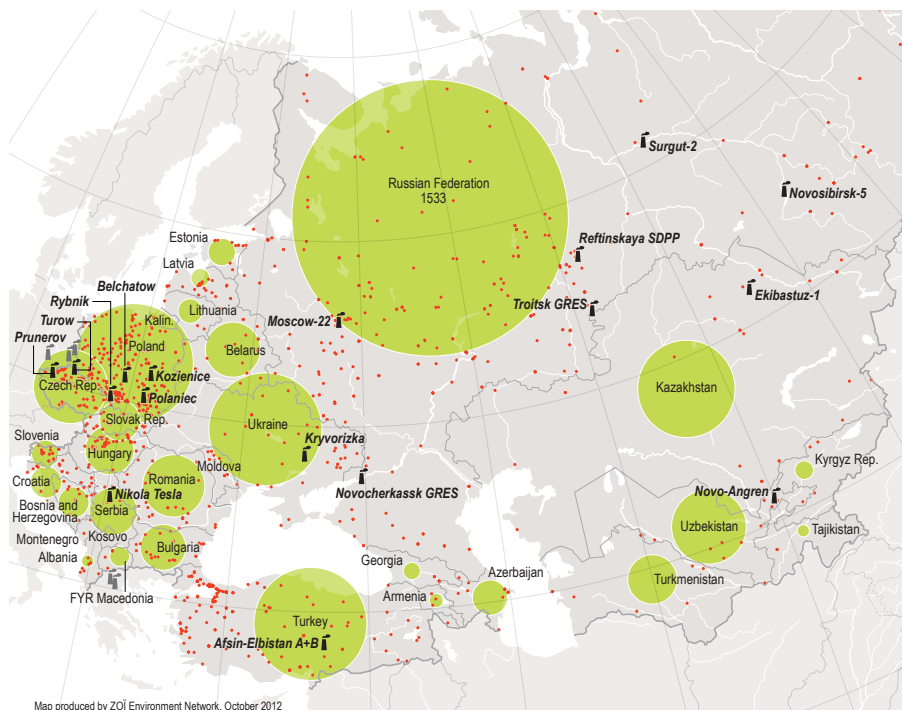 Surgut-2
Russian Federation
1533
Novosibirsk-5
Estonia
Reftinskaya SDPP
Latvia
Belchatow
Ekibastuz-1
Rybnik
Lithuania
Troitsk GRES
Turow
Kalin.
Moscow-22
Prunerov
Poland
Belarus
Kozienice
Czech Rep.
Kazakhstan
Polaniec
Slovak Rep.
Ukraine
Slovenia
Kryvorizka
Hungary
Moldova
Kyrgyz Rep.
Croatia
Romania
Novocherkassk GRES
Novo-Angren
Nikola Tesla
Bosnia and
Herzegovina
Serbia
Uzbekistan
Tajikistan
Montenegro
Kosovo
Bulgaria
Albania
Georgia
Azerbaijan
Turkmenistan
FYR Macedonia
Armenia
Turkey
Afsin-Elbistan A+B
Map produced by ZOÏ Environment Network, October 2012